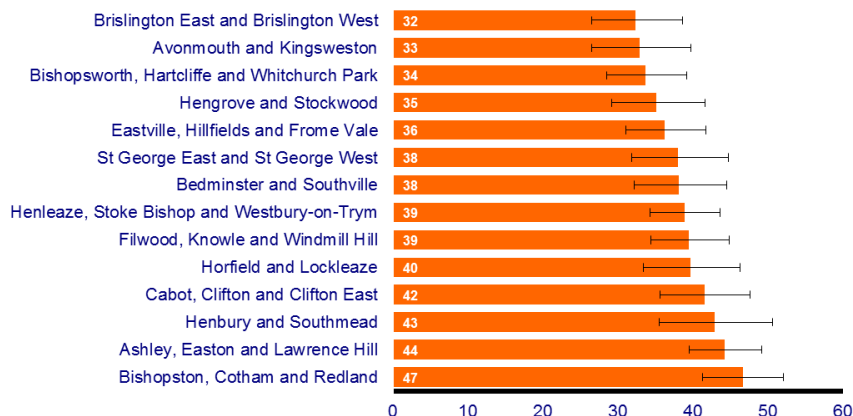 Brislington East and Brislington West 32
Avonmouth and Kingsweston 33
Bishopsworth, Hartcliffe and Whitchurch Park 34
Hengrove and Stockwood 35
Eastville, Hillfields and Frome Vale 36
St George East and St George West 38
Bedminster and Southville 38
Henleaze, Stoke Bishop and Westbury-on-Trym 39
Filwood, Knowle and Windmill Hill 39
Horfield and Lockleaze 40
Cabot, Clifton and Clifton East 42
Henbury and Southmead 43
Ashley, Easton and Lawrence Hill 44
Bishopston, Cotham and Redland 47
0 10 20 30 40 50 60